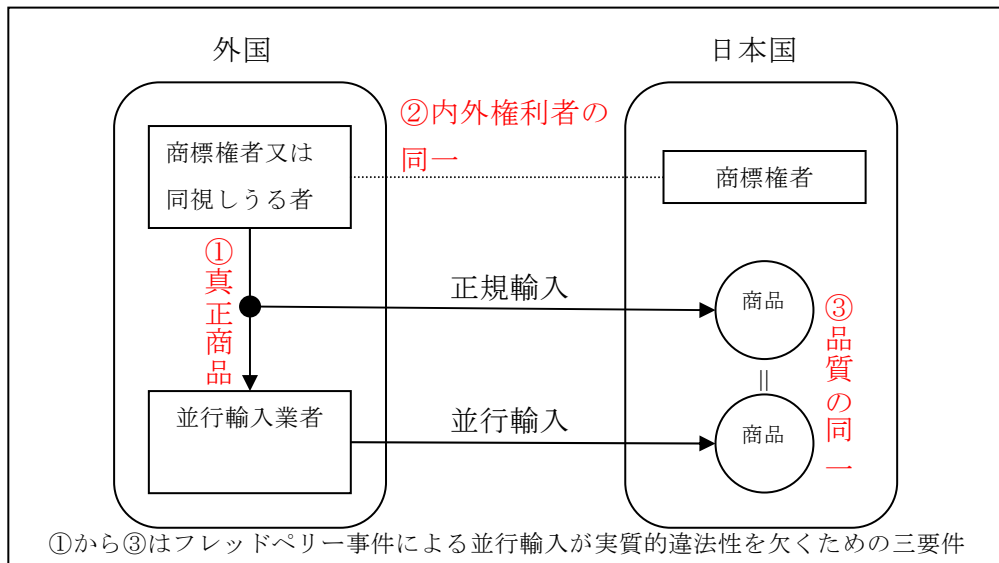 外国
日本国
②内外権利者の
同一
商標権者又は
同視しうる者
商標権者
①真正商品
正規輸入
商品
③品質の同一
||
並行輸入業者
並行輸入
商品
①から③はフレッドペリー事件による並行輸入が実質的違法性を欠くための三要件